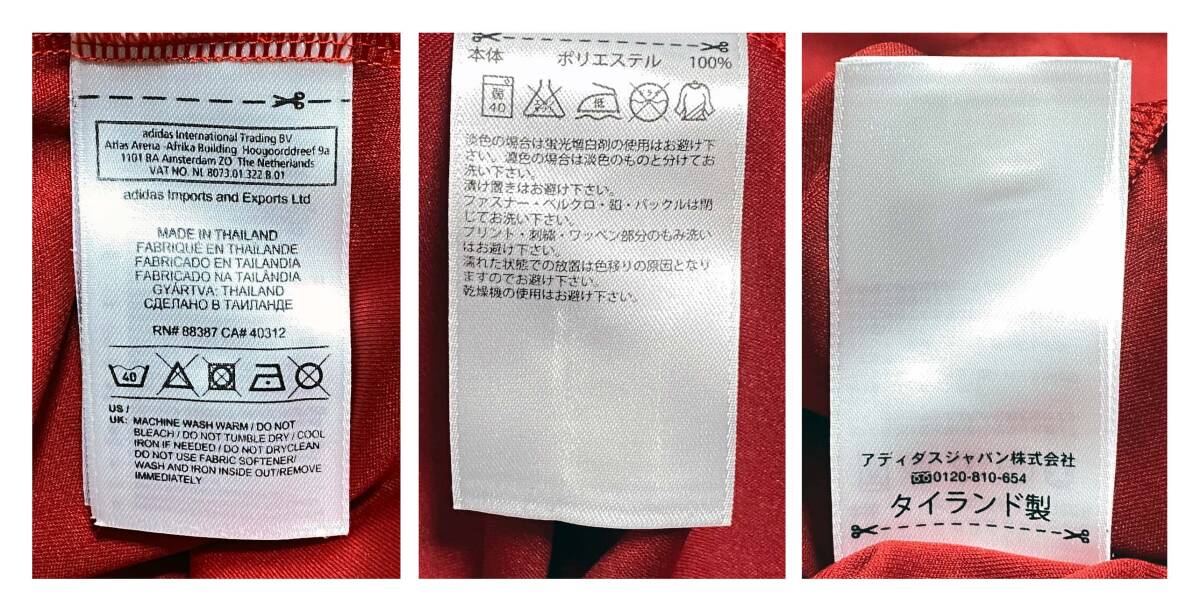 adidas International Trading BV
Atlas Arena -Afrika Building Hoogoorddreef 9a
1101 BA Amsterdam ZO The Netherlands
VAT NO. NL 8073.01.322.B.01
adidas Imports and Exports Ltd
MADE IN THAILAND
FABRIQUÉ EN THAÏLANDE
FABRICADO EN TAILANDIA
FABRICADO NA TAILÂNDIA
GYÁRTVA: THAILAND
СДЕЛАНО В ТАИЛАНДЕ
RN# 88387 CA# 40312
40
US /
UK: MACHINE WASH WARM / DO NOT
BLEACH / DO NOT TUMBLE DRY / COOL
IRON IF NEEDED / DO NOT DRYCLEAN
DO NOT USE FABRIC SOFTENER/
WASH AND IRON INSIDE OUT/REMOVE
IMMEDIATELY
本体 ポリエステル 100%
弱 40 低
淡色の場合は蛍光増白剤の使用はお避け下
さい。濃色の場合は淡色のものと分けてお
洗い下さい。
漬け置きはお避け下さい。
ファスナー・ベルクロ・釦・バックルは閉
じてお洗い下さい。
プリント・刺繍・ワッペン部分のもみ洗い
はお避け下さい。
濡れた状態での放置は色移りの原因となり
ますのでお避け下さい。
乾燥機の使用はお避け下さい。
アディダスジャパン株式会社
0120-810-654
タイランド製